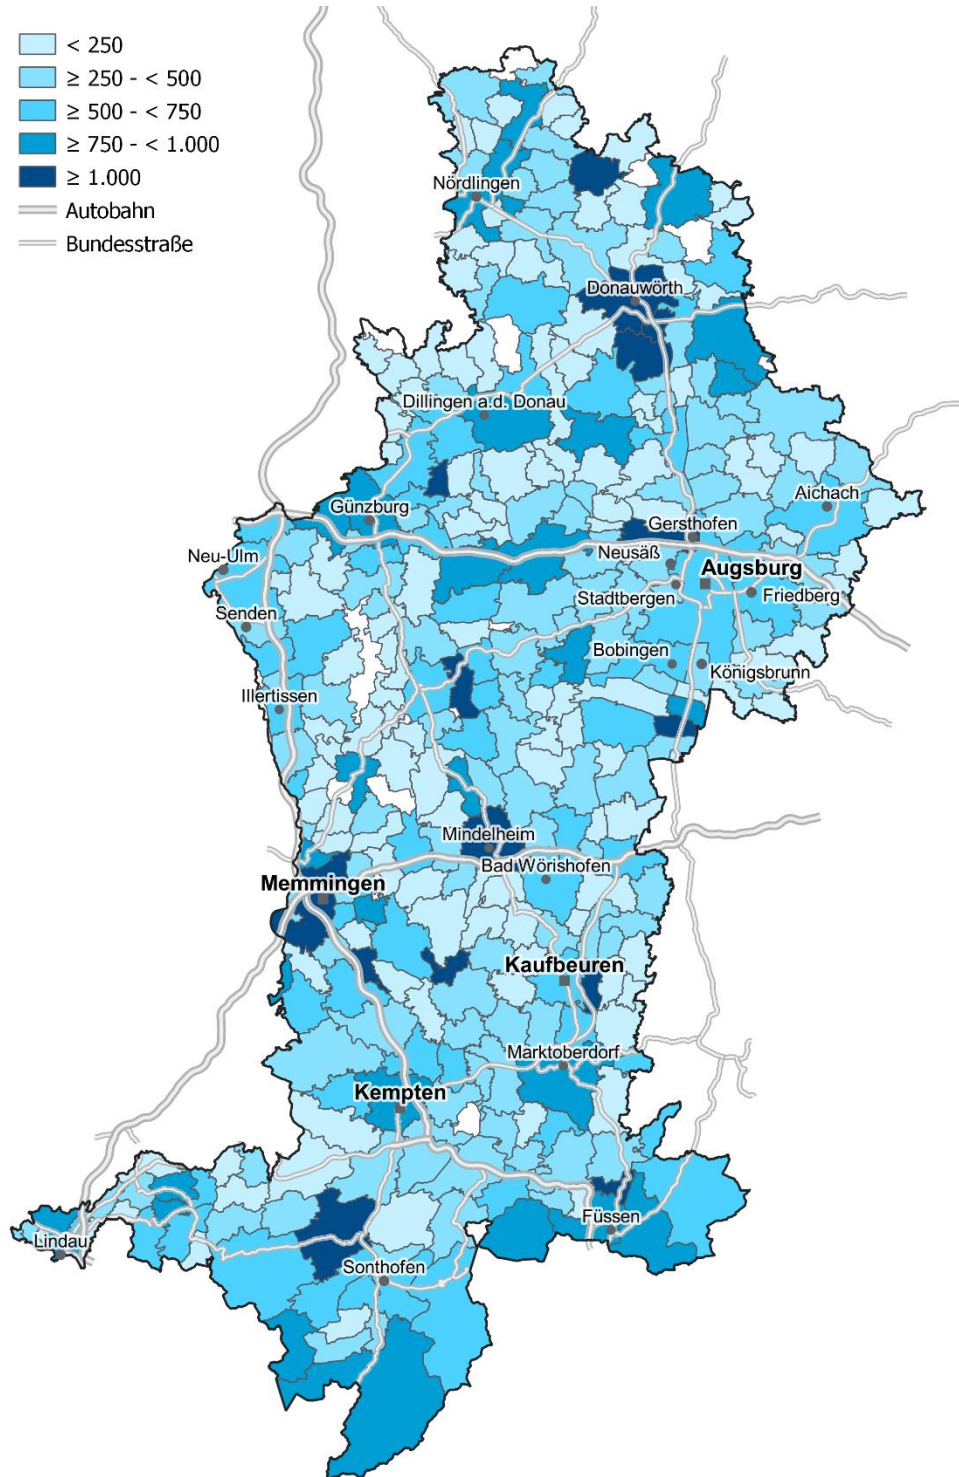 < 250
≥ 250 - < 500
≥ 500 - < 750
≥ 750 - < 1.000
≥ 1.000
Autobahn
Bundesstraße
Nördlingen
Donauwörth
Dillingen a.d. Donau
Aichach
Günzburg
Gersthofen
Neu-Ulm
Neusäß
Augsburg
Stadtbergen
Friedberg
Senden
Bobingen
Königsbrunn
Illertissen
Mindelheim
Bad Wörishofen
Memmingen
Kaufbeuren
Marktoberdorf
Kempten
Füssen
Lindau
Sonthofen